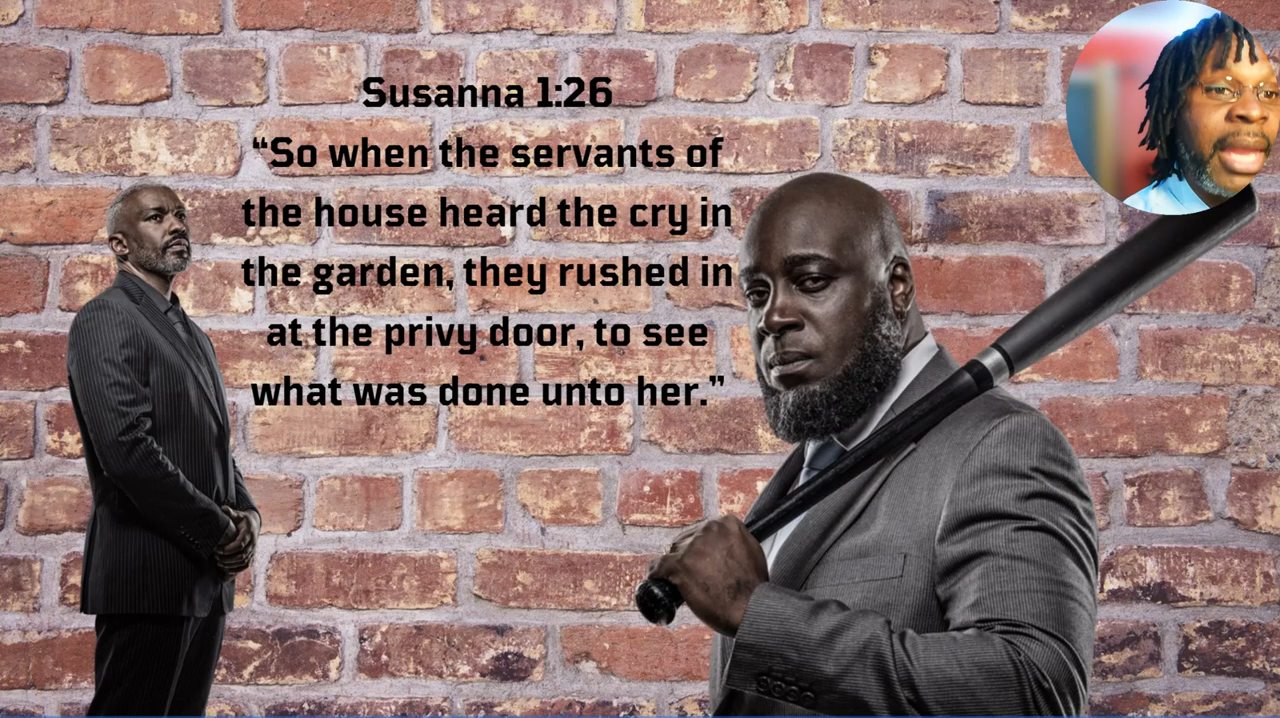 Susanna 1:26
“So when the servants of
the house heard the cry in
the garden, they rushed in
at the privy door, to see
what was done unto her.”